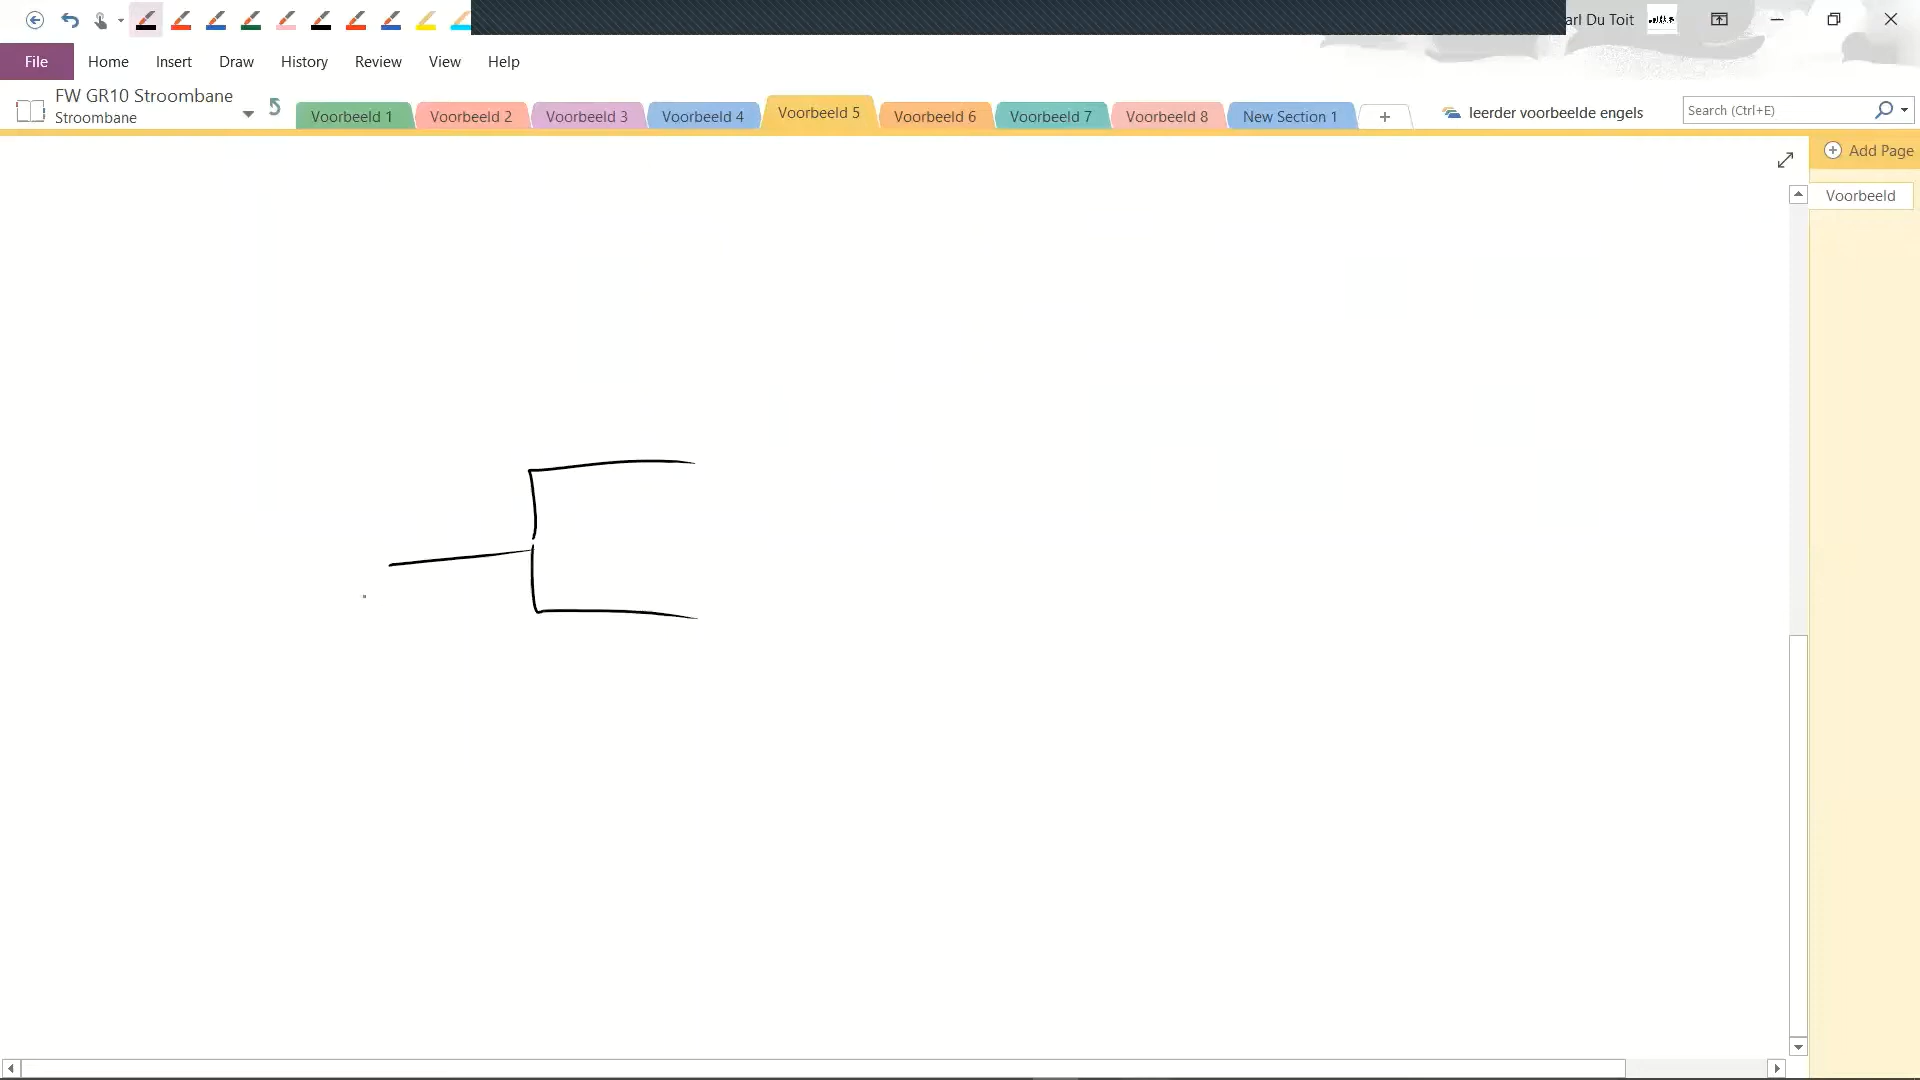 arl Du Toit
File Home Insert Draw History Review View Help
FW GR10 Stroombane
Stroombane
Voorbeeld 1 Voorbeeld 2 Voorbeeld 3 Voorbeeld 4 Voorbeeld 5 Voorbeeld 6 Voorbeeld 7 Voorbeeld 8 New Section 1 + leerder voorbeelde engels Search (Ctrl+E)
Add Page
Voorbeeld